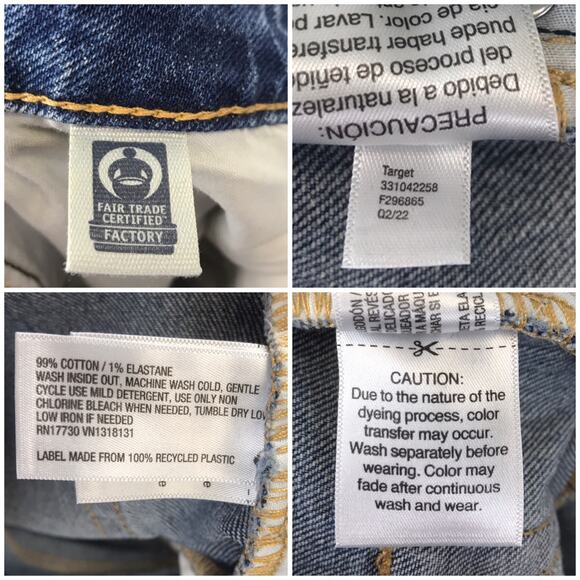 FAIR TRADE
CERTIFIED™
FACTORY
PRECAUCIÓN:
Debido a la naturalez
del proceso de teñido
puede haber transfere
cia de color. Lavar p
Target
331042258
F296865
Q2/22
99% COTTON / 1% ELASTANE
WASH INSIDE OUT, MACHINE WASH COLD, GENTLE
CYCLE USE MILD DETERGENT, USE ONLY NON
CHLORINE BLEACH WHEN NEEDED, TUMBLE DRY LOW
LOW IRON IF NEEDED
RN17730 VN1318131
LABEL MADE FROM 100% RECYCLED PLASTIC
CAUTION:
Due to the nature of the
dyeing process, color
transfer may occur.
Wash separately before
wearing. Color may
fade after continuous
wash and wear.